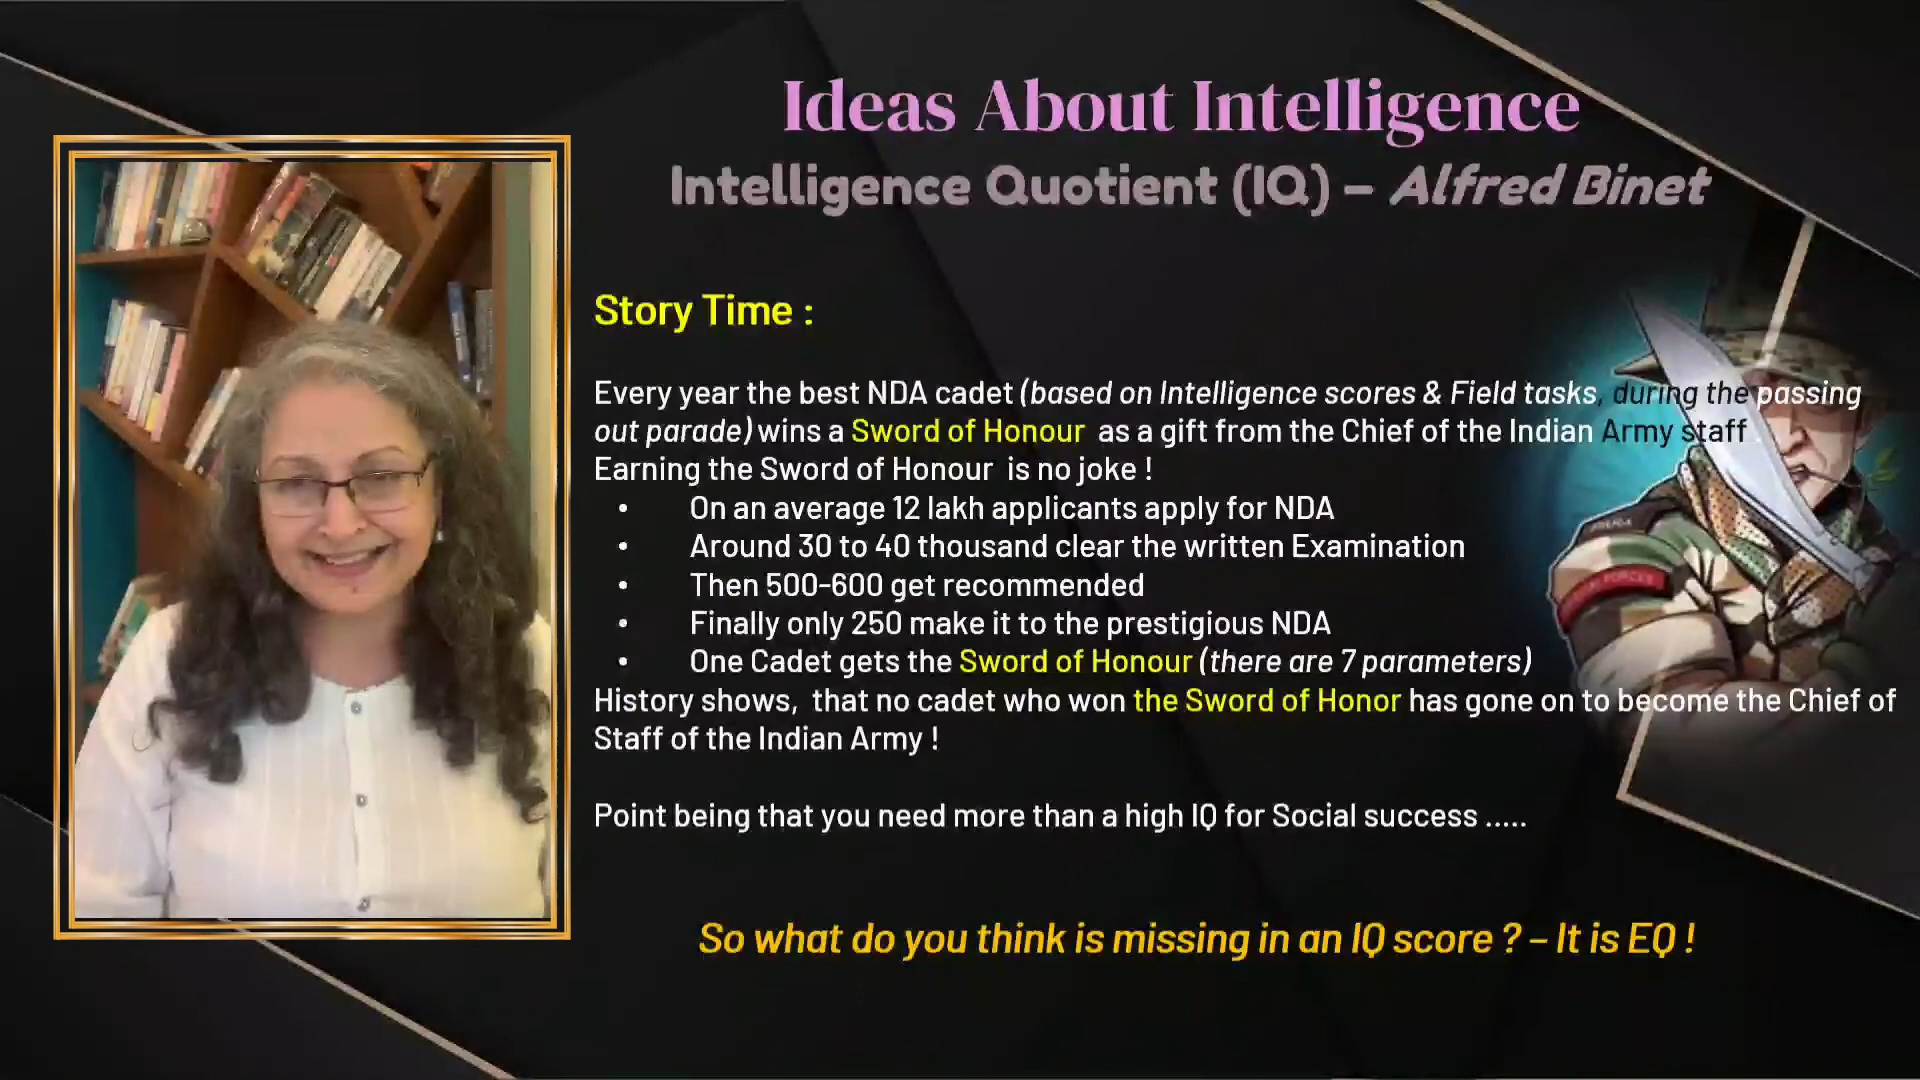 Ideas About Intelligence
Intelligence Quotient (IQ) – Alfred Binet
Story Time :
Every year the best NDA cadet (based on Intelligence scores & Field tasks, during the passing
out parade) wins a Sword of Honour as a gift from the Chief of the Indian Army staff .
Earning the Sword of Honour is no joke !
• On an average 12 lakh applicants apply for NDA
• Around 30 to 40 thousand clear the written Examination
• Then 500-600 get recommended
• Finally only 250 make it to the prestigious NDA
• One Cadet gets the Sword of Honour (there are 7 parameters)
History shows, that no cadet who won the Sword of Honor has gone on to become the Chief of
Staff of the Indian Army !
Point being that you need more than a high IQ for Social success .....
So what do you think is missing in an IQ score ? – It is EQ !